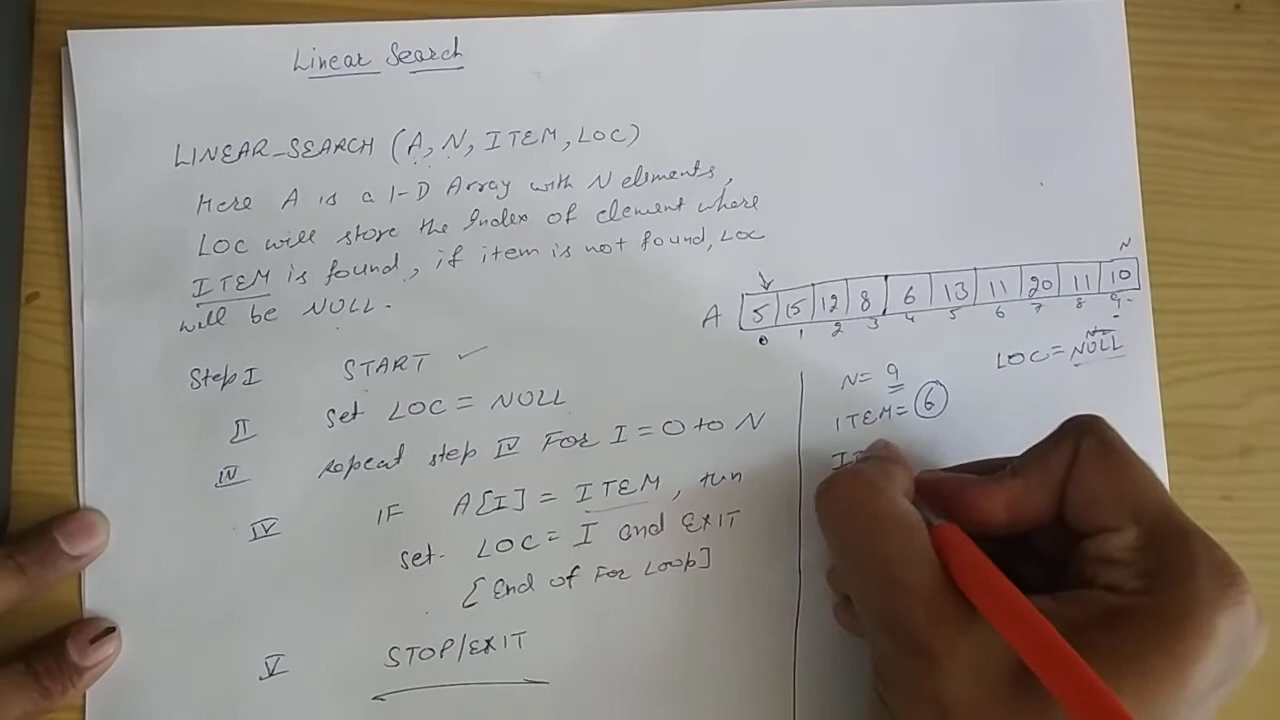 Linear Search
LINEAR_SEARCH (A, N, ITEM, LOC)
Here A is a 1-D Array with N elements,
LOC will store the Index of element where
ITEM is found, if item is not found, LOC
will be NULL.
Step I START ✓
II Set LOC = NULL
IV Repeat step IV For I = 0 to N
IV IF A[I] = ITEM, then
set LOC = I and EXIT
[End of For Loop]
V STOP/EXIT
N
A 5 15 12 8 6 13 11 20 11 10
0 1 2 3 4 5 6 7 8 9
LOC = NULL
N = 9
ITEM = 6